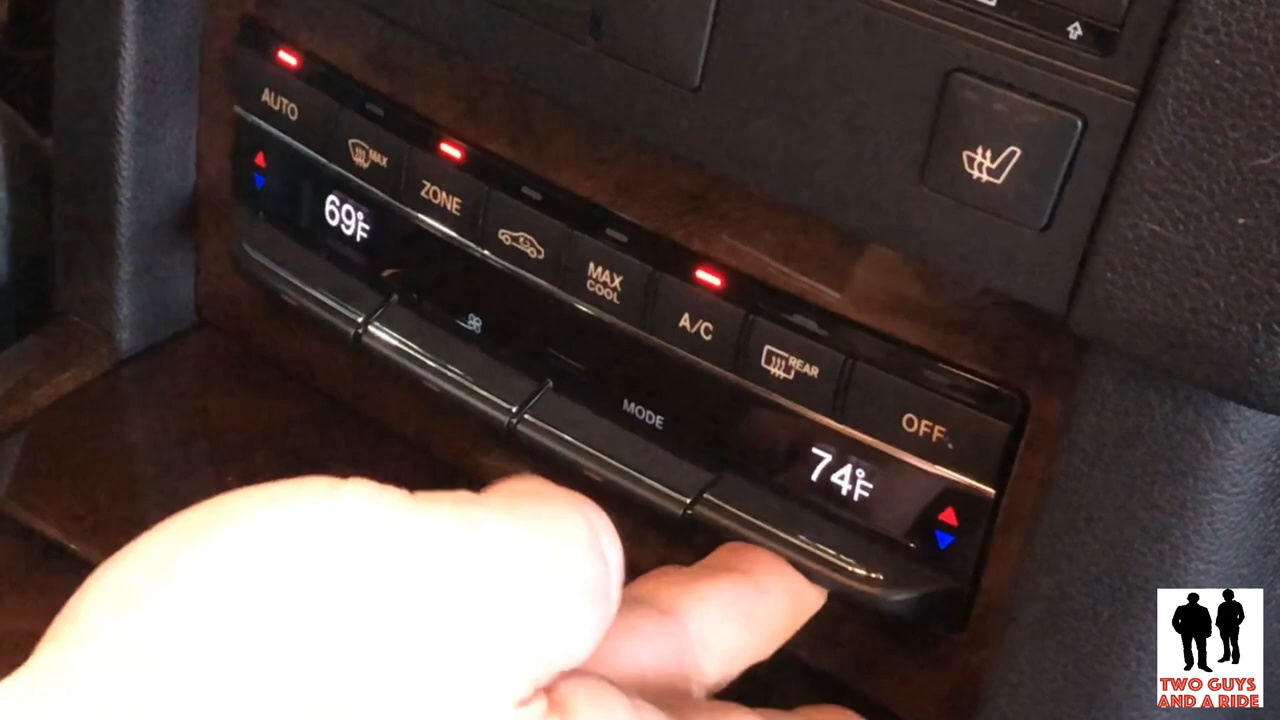 AUTO
MAX
ZONE
MAX
COOL
A/C
REAR
OFF
69°F
MODE
74°F
TWO GUYS
AND A RIDE